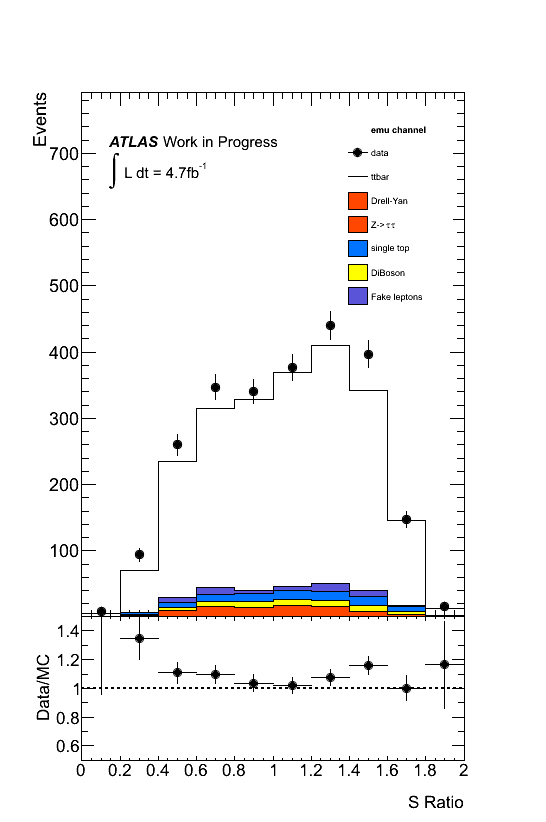 Events
ATLAS Work in Progress
∫ L dt = 4.7fb⁻¹
emu channel
data
ttbar
Drell-Yan
Z->ττ
single top
DiBoson
Fake leptons
700
600
500
400
300
200
100
Data/MC
1.4
1.2
1
0.8
0.6
0 0.2 0.4 0.6 0.8 1 1.2 1.4 1.6 1.8 2
S Ratio